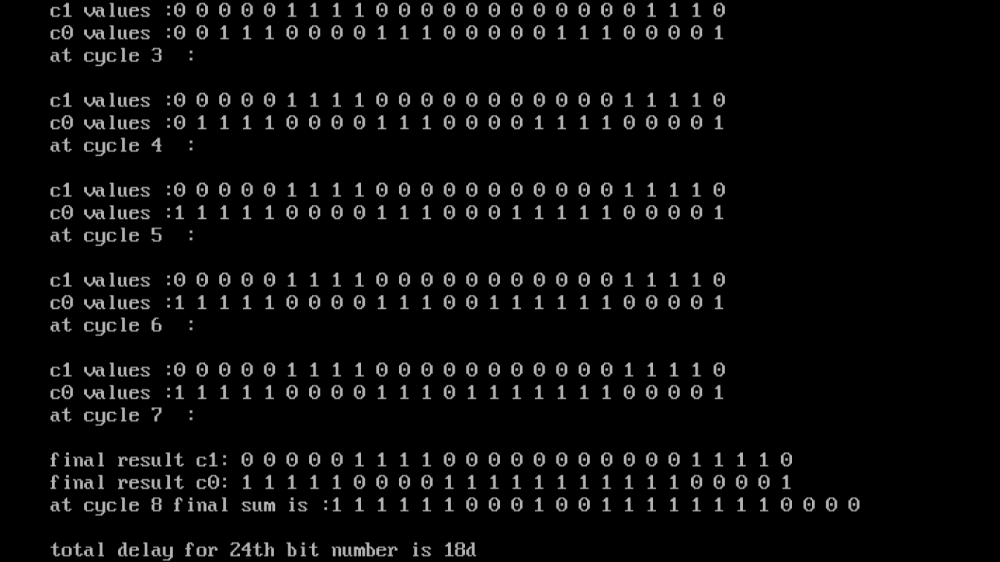 c1 values :0 0 0 0 0 1 1 1 1 0 0 0 0 0 0 0 0 0 0 0 0 1 1 1 0
c0 values :0 0 1 1 1 0 0 0 0 1 1 1 0 0 0 0 0 1 1 1 0 0 0 0 1
at cycle 3  :
c1 values :0 0 0 0 0 1 1 1 1 0 0 0 0 0 0 0 0 0 0 0 1 1 1 1 0
c0 values :0 1 1 1 1 0 0 0 0 1 1 1 0 0 0 0 1 1 1 1 0 0 0 0 1
at cycle 4  :
c1 values :0 0 0 0 0 1 1 1 1 0 0 0 0 0 0 0 0 0 0 0 1 1 1 1 0
c0 values :1 1 1 1 1 0 0 0 0 1 1 1 0 0 0 1 1 1 1 1 0 0 0 0 1
at cycle 5  :
c1 values :0 0 0 0 0 1 1 1 1 0 0 0 0 0 0 0 0 0 0 0 1 1 1 1 0
c0 values :1 1 1 1 1 0 0 0 0 1 1 1 0 0 1 1 1 1 1 1 0 0 0 0 1
at cycle 6  :
c1 values :0 0 0 0 0 1 1 1 1 0 0 0 0 0 0 0 0 0 0 0 1 1 1 1 0
c0 values :1 1 1 1 1 0 0 0 0 1 1 1 0 1 1 1 1 1 1 1 0 0 0 0 1
at cycle 7  :
final result c1: 0 0 0 0 0 1 1 1 1 0 0 0 0 0 0 0 0 0 0 0 1 1 1 1 0
final result c0: 1 1 1 1 1 0 0 0 0 1 1 1 1 1 1 1 1 1 1 1 0 0 0 0 1
at cycle 8 final sum is :1 1 1 1 1 1 0 0 0 1 0 0 1 1 1 1 1 1 1 1 0 0 0 0
total delay for 24th bit number is 18d